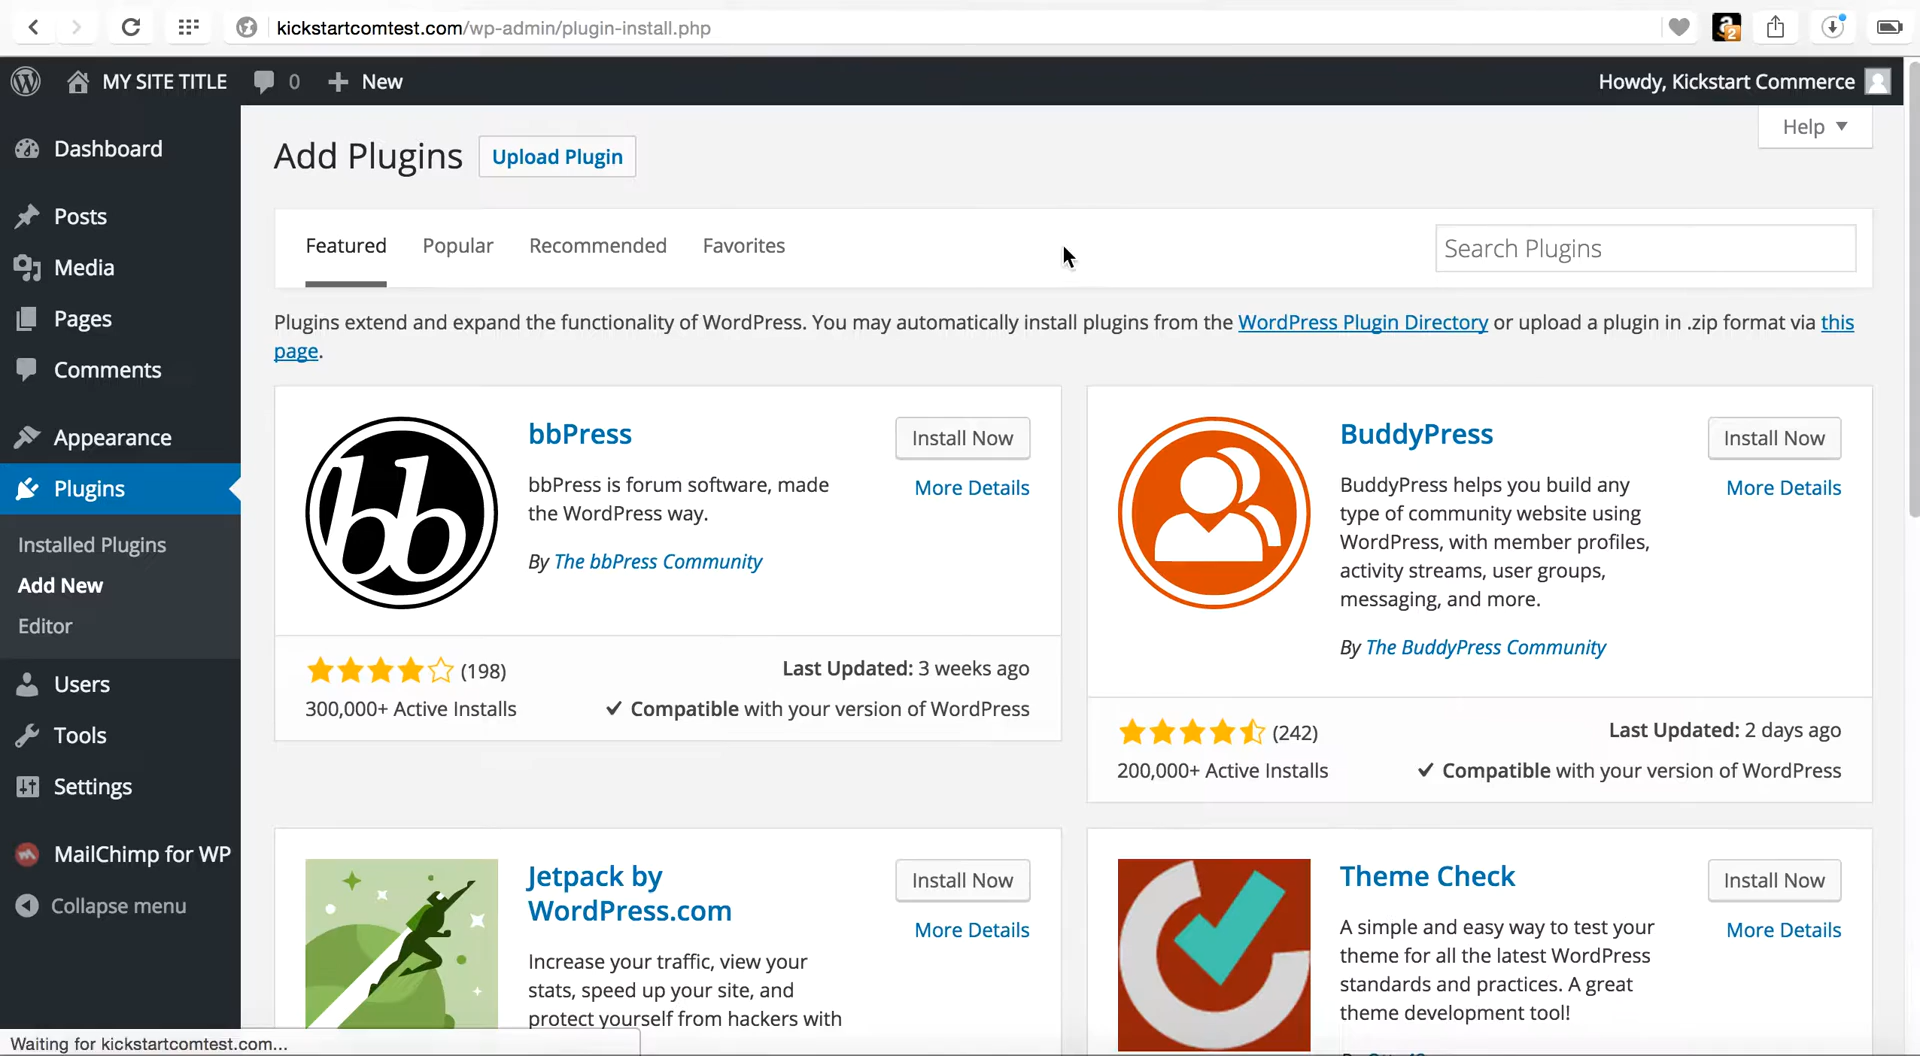 kickstartcomtest.com/wp-admin/plugin-install.php
2
MY SITE TITLE
0
New
Howdy, Kickstart Commerce
Dashboard
Posts
Media
Pages
Comments
Appearance
Plugins
Installed Plugins
Add New
Editor
Users
Tools
Settings
MailChimp for WP
Collapse menu
Help
Add Plugins
Upload Plugin
Featured
Popular
Recommended
Favorites
Search Plugins
Plugins extend and expand the functionality of WordPress. You may automatically install plugins from the WordPress Plugin Directory or upload a plugin in .zip format via this
page.
bb
bbPress
Install Now
More Details
bbPress is forum software, made
the WordPress way.
By The bbPress Community
(198)
Last Updated: 3 weeks ago
300,000+ Active Installs
Compatible with your version of WordPress
BuddyPress
Install Now
More Details
BuddyPress helps you build any
type of community website using
WordPress, with member profiles,
activity streams, user groups,
messaging, and more.
By The BuddyPress Community
(242)
Last Updated: 2 days ago
200,000+ Active Installs
Compatible with your version of WordPress
Jetpack by
WordPress.com
Install Now
More Details
Increase your traffic, view your
stats, speed up your site, and
protect yourself from hackers with
Theme Check
Install Now
More Details
A simple and easy way to test your
theme for all the latest WordPress
standards and practices. A great
theme development tool!
Waiting for kickstartcomtest.com...